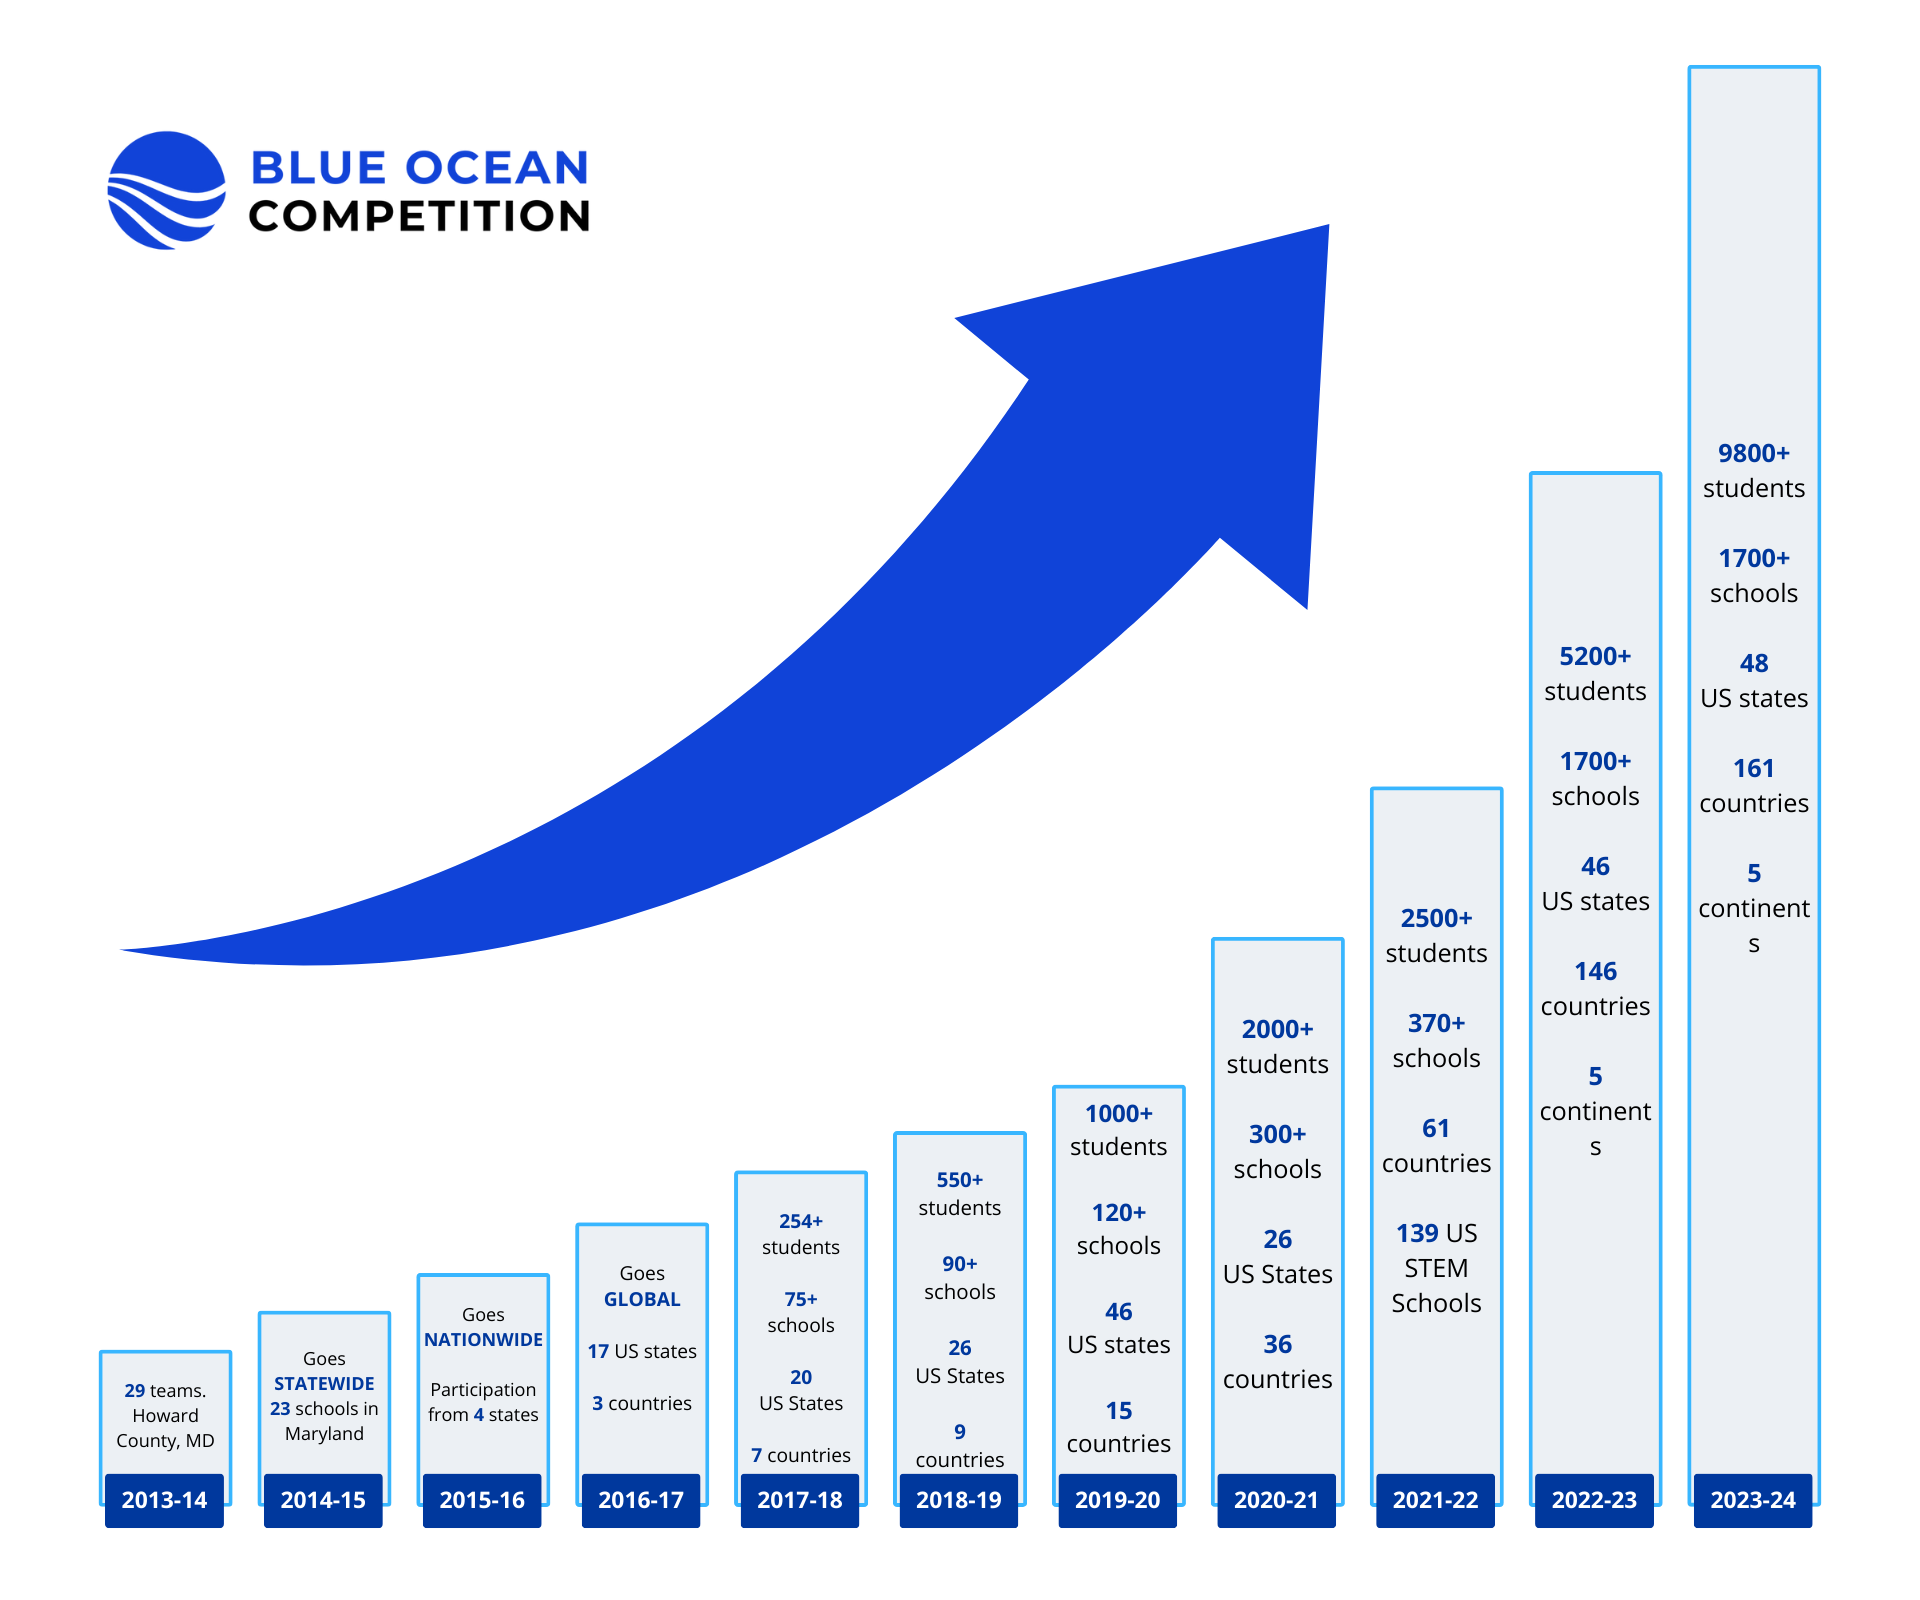 BLUE OCEAN
COMPETITION
29 teams.
Howard
County, MD
2013-14
Goes
STATEWIDE
23 schools in
Maryland
2014-15
Goes
NATIONWIDE
Participation
from 4 states
2015-16
Goes
GLOBAL
17 US states
3 countries
2016-17
254+
students
75+
schools
20
US States
7 countries
2017-18
550+
students
90+
schools
26
US States
9
countries
2018-19
1000+
students
120+
schools
46
US states
15
countries
2019-20
2000+
students
300+
schools
26
US States
36
countries
2020-21
2500+
students
370+
schools
61
countries
139 US
STEM
Schools
2021-22
5200+
students
1700+
schools
46
US states
146
countries
5
continent
s
2022-23
9800+
students
1700+
schools
48
US states
161
countries
5
continent
s
2023-24